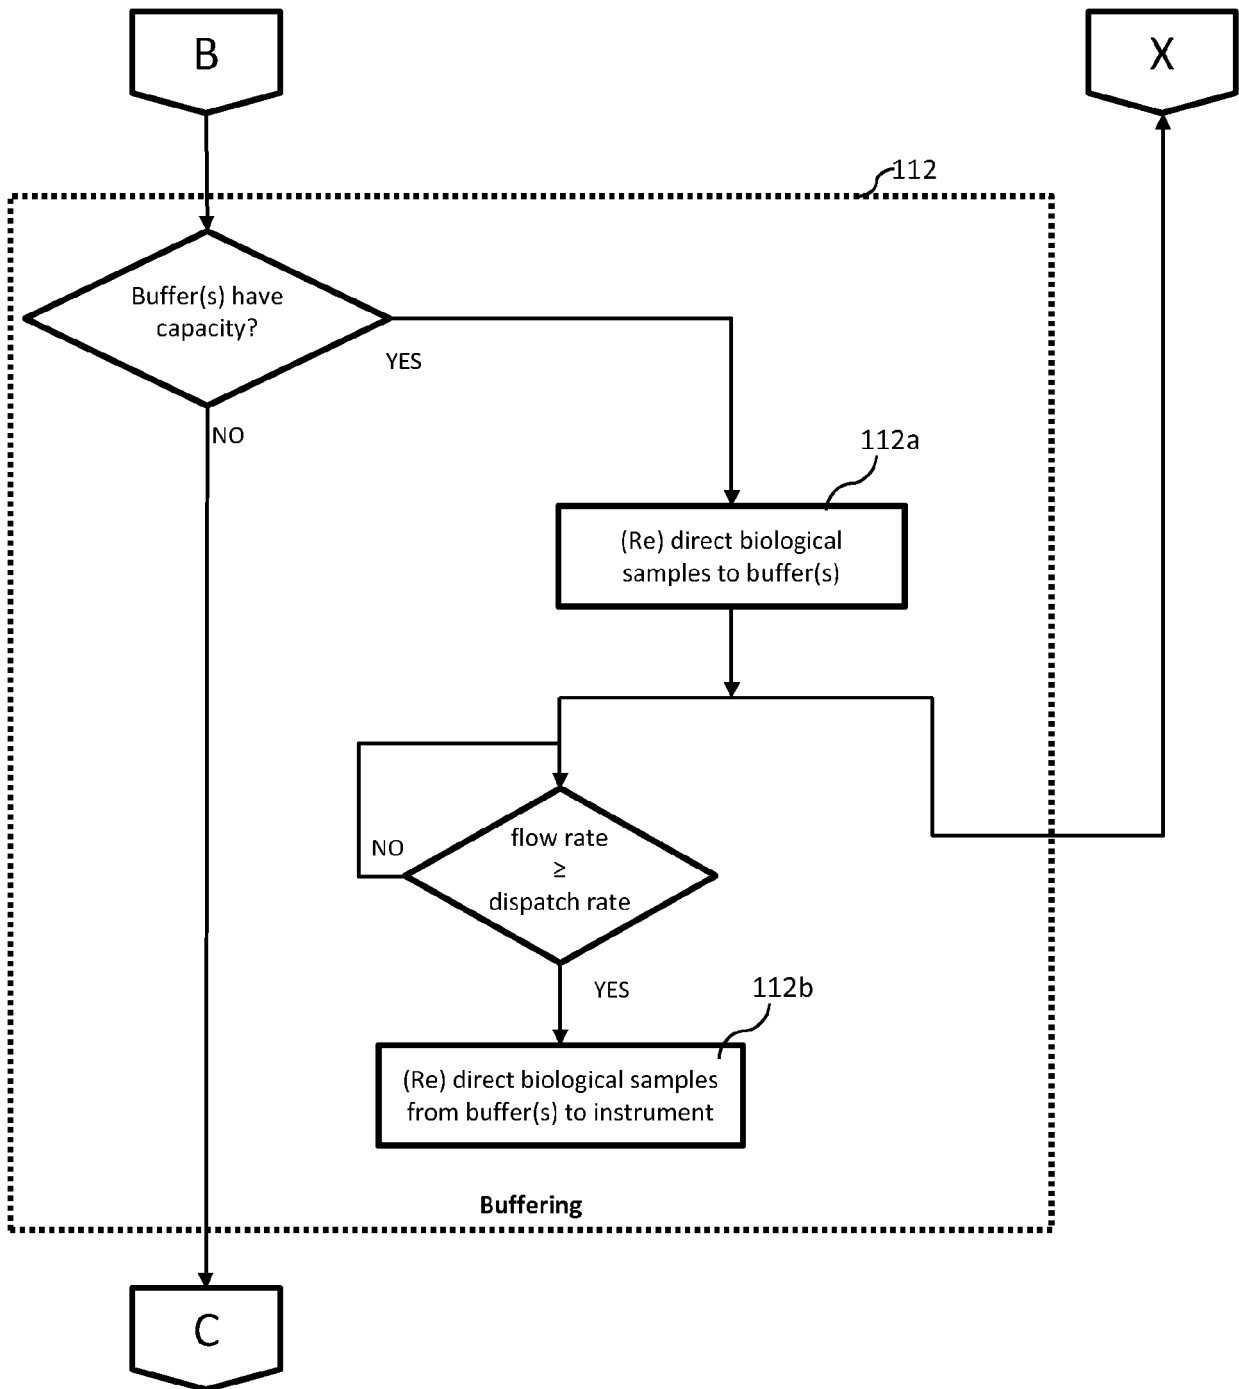 B
X
112
Buffer(s) have
capacity?
YES
NO
112a
(Re) direct biological
samples to buffer(s)
flow rate
≥
dispatch rate
NO
YES
112b
(Re) direct biological samples
from buffer(s) to instrument
Buffering
C